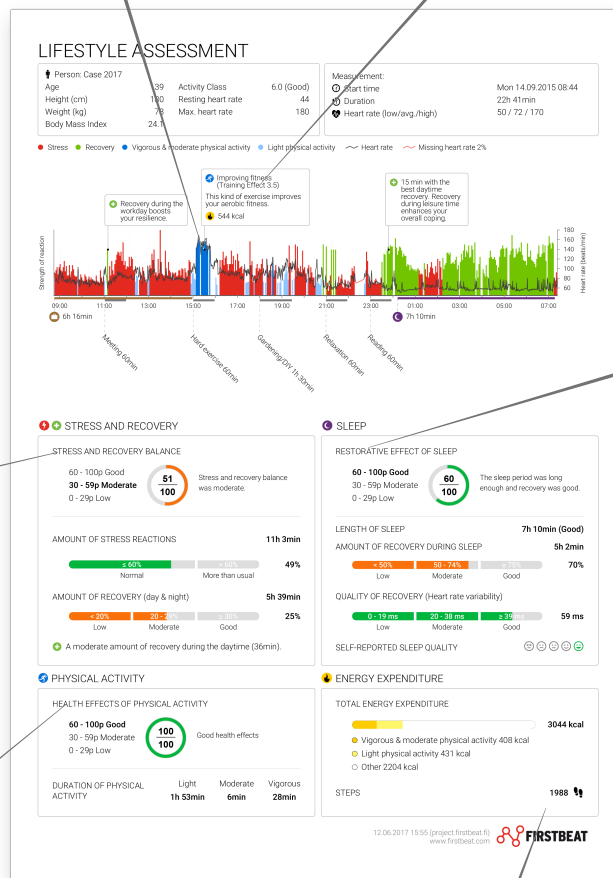 LIFESTYLE ASSESSMENT
Person: Case 2017
Age 39 Activity Class 6.0 (Good)
Height (cm) Resting heart rate 44
Weight (kg) 78 Max. heart rate 180
Body Mass Index 24.1
Measurement:
Start time Mon 14.09.2015 08:44
Duration 22h 41min
Heart rate (low/avg./high) 50 / 72 / 170
Stress Recovery Vigorous & moderate physical activity Light physical activity Heart rate Missing heart rate 2%
Recovery during the
workday boosts
your resilience.
Improving fitness
(Training Effect 3.5)
This kind of exercise improves
your aerobic fitness.
544 kcal
15 min with the
best daytime
recovery. Recovery
during leisure time
enhances your
overall coping.
Strength of reaction
180
160
140
120
100
80
60
Heart rate (beats/min)
09:00 11:00 13:00 15:00 17:00 19:00 21:00 23:00 01:00 03:00 05:00 07:00
6h 16min 7h 10min
Meeting 60min
Hard exercise 60min
Gardening/DIY 1h 30min
Relaxation 60min
Reading 60min
STRESS AND RECOVERY
STRESS AND RECOVERY BALANCE
60 - 100p Good
30 - 59p Moderate
0 - 29p Low
51
100
Stress and recovery balance
was moderate.
AMOUNT OF STRESS REACTIONS 11h 3min
≤ 60% > 60% 49%
Normal More than usual
AMOUNT OF RECOVERY (day & night) 5h 39min
< 20% 20 - 29% ≥ 30% 25%
Low Moderate Good
A moderate amount of recovery during the daytime (36min).
SLEEP
RESTORATIVE EFFECT OF SLEEP
60 - 100p Good
30 - 59p Moderate
0 - 29p Low
60
100
The sleep period was long
enough and recovery was good.
LENGTH OF SLEEP 7h 10min (Good)
AMOUNT OF RECOVERY DURING SLEEP 5h 2min
< 50% 50 - 74% ≥ 75% 70%
Low Moderate Good
QUALITY OF RECOVERY (Heart rate variability)
0 - 19 ms 20 - 38 ms ≥ 39 ms 59 ms
Low Moderate Good
SELF-REPORTED SLEEP QUALITY
PHYSICAL ACTIVITY
HEALTH EFFECTS OF PHYSICAL ACTIVITY
60 - 100p Good
30 - 59p Moderate
0 - 29p Low
100
100
Good health effects
DURATION OF PHYSICAL
ACTIVITY
Light Moderate Vigorous
1h 53min 6min 28min
ENERGY EXPENDITURE
TOTAL ENERGY EXPENDITURE
3044 kcal
Vigorous & moderate physical activity 408 kcal
Light physical activity 431 kcal
Other 2204 kcal
STEPS 1988
12.06.2017 15:55 (project.firstbeat.fi)
www.firstbeat.com
FIRSTBEAT